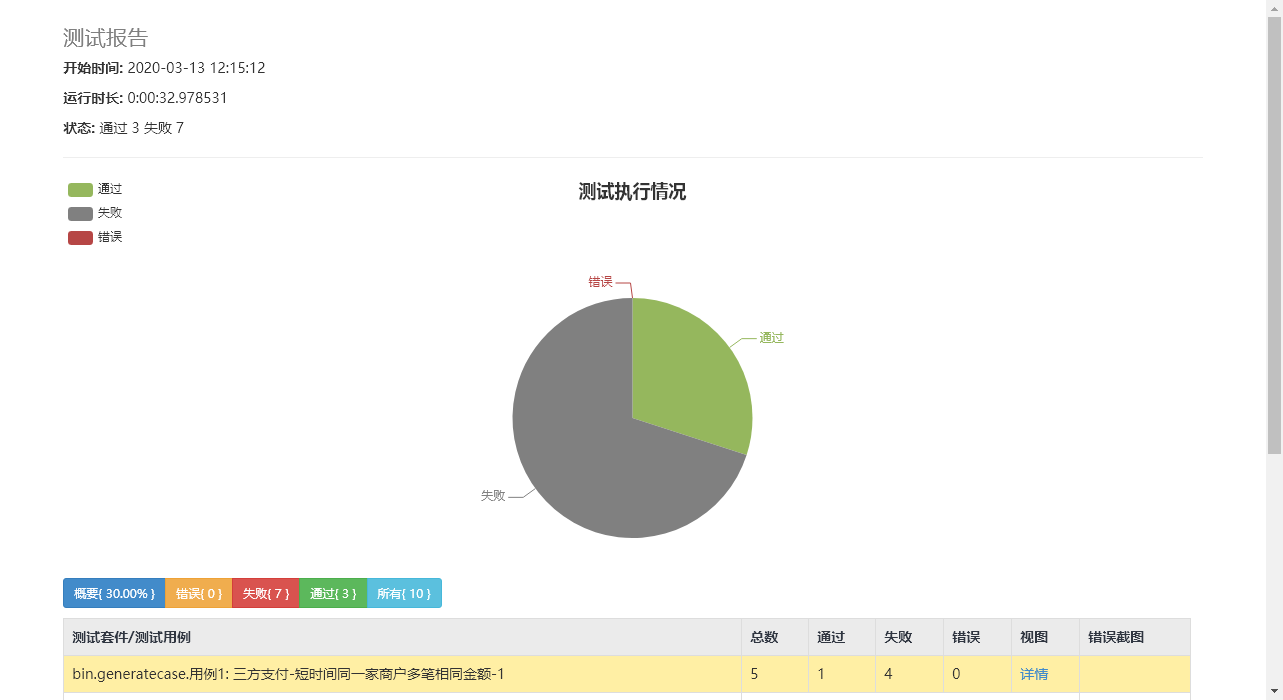 测试报告
开始时间: 2020-03-13 12:15:12
运行时长: 0:00:32.978531
状态: 通过 3 失败 7
测试执行情况
通过
失败
错误
错误
通过
失败
概要{ 30.00% } 错误{ 0 } 失败{ 7 } 通过{ 3 } 所有{ 10 }
测试套件/测试用例 总数 通过 失败 错误 视图 错误截图
bin.generatecase.用例1: 三方支付-短时间同一家商户多笔相同金额-1 5 1 4 0 详情